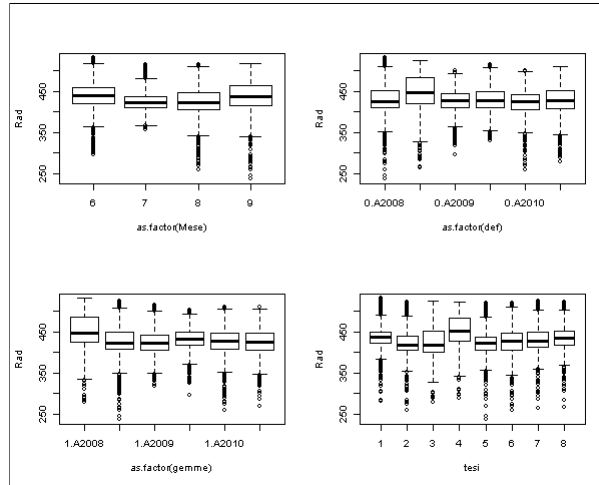 Rad
450
350
250
6 7 8 9
as.factor(Mese)
Rad
450
350
250
0.A2008 0.A2009 0.A2010
as.factor(def)
Rad
450
350
250
1.A2008 1.A2009 1.A2010
as.factor(gemme)
Rad
450
350
250
1 2 3 4 5 6 7 8
tesi